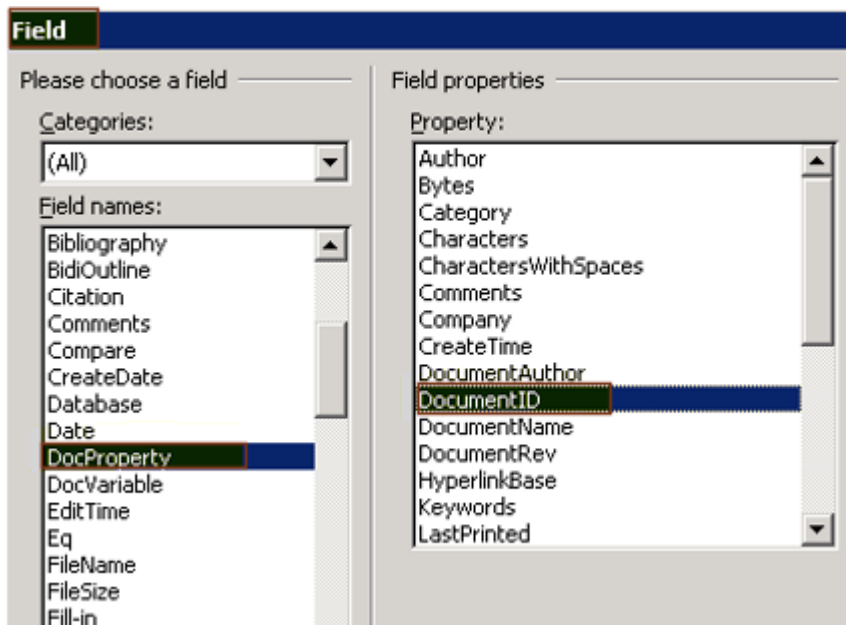 Field
Please choose a field
Categories:
(All)
Field names:
Bibliography
BidiOutline
Citation
Comments
Compare
CreateDate
Database
Date
DocProperty
DocVariable
EditTime
Eq
FileName
FileSize
Fill-in
Field properties
Property:
Author
Bytes
Category
Characters
CharactersWithSpaces
Comments
Company
CreateTime
DocumentAuthor
DocumentID
DocumentName
DocumentRev
HyperlinkBase
Keywords
LastPrinted